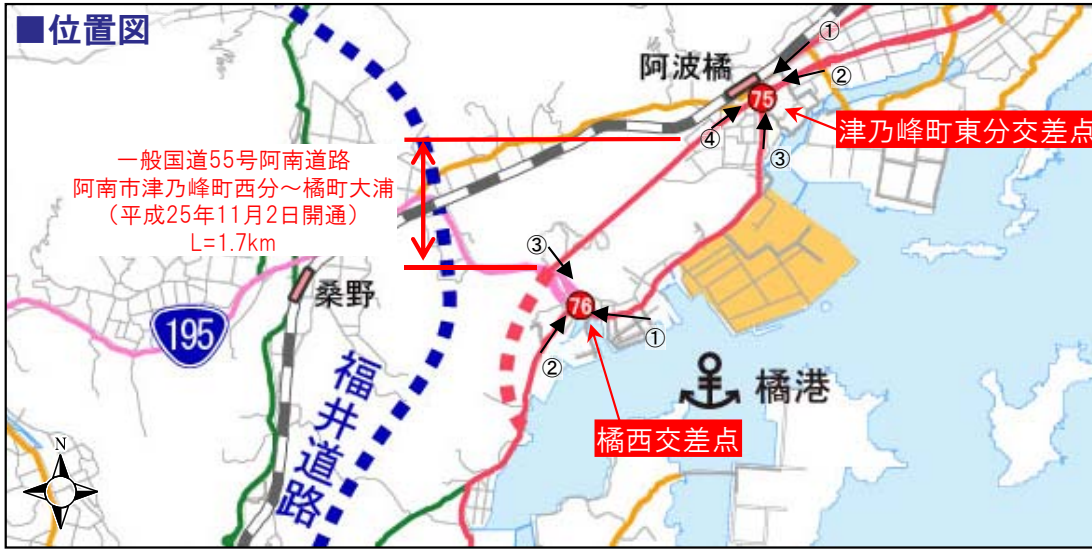 ■位置図
阿波橘
①
②
75
津乃峰町東分交差点
④
③
一般国道55号阿南道路
阿南市津乃峰町西分～橘町大浦
（平成25年11月2日開通）
L=1.7km
③
桑野
76
①
195
②
福井道路
橘港
橘西交差点
N